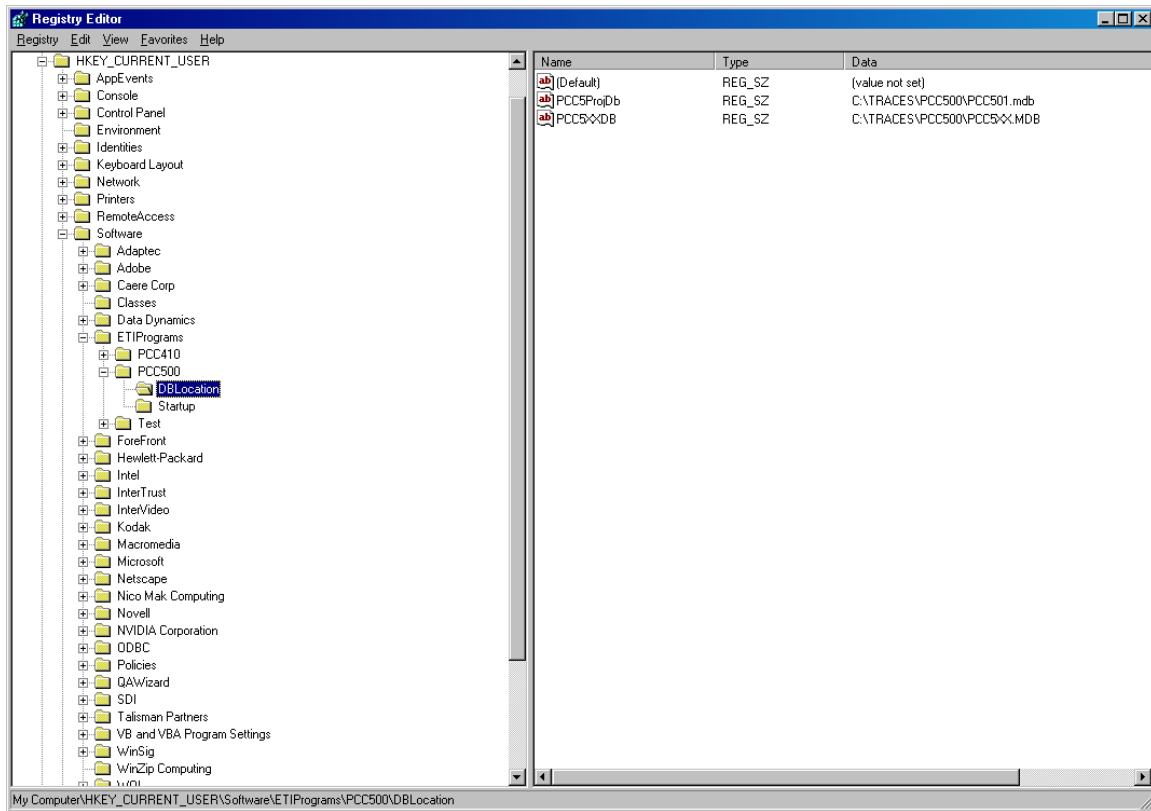 Registry Editor
Registry Edit View Favorites Help
HKEY_CURRENT_USER
AppEvents
Console
Control Panel
Environment
Identities
Keyboard Layout
Network
Printers
RemoteAccess
Software
Adaptec
Adobe
Caere Corp
Classes
Data Dynamics
ETIPrograms
PCC410
PCC500
DBLocation
Startup
Test
ForeFront
Hewlett-Packard
Intel
InterTrust
InterVideo
Kodak
Macromedia
Microsoft
Netscape
Nico Mak Computing
Novell
NVIDIA Corporation
ODBC
Policies
QAWizard
SDI
Talisman Partners
VB and VBA Program Settings
WinSig
WinZip Computing
Name Type Data
(Default) REG_SZ (value not set)
PCC5ProjDb REG_SZ C:\TRACES\PCC500\PCC501.mdb
PCC5XXDB REG_SZ C:\TRACES\PCC500\PCC5XX.MDB
My Computer\HKEY_CURRENT_USER\Software\ETIPrograms\PCC500\DBLocation